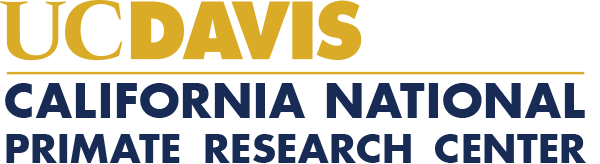 UCDAVIS
CALIFORNIA NATIONAL
PRIMATE RESEARCH CENTER